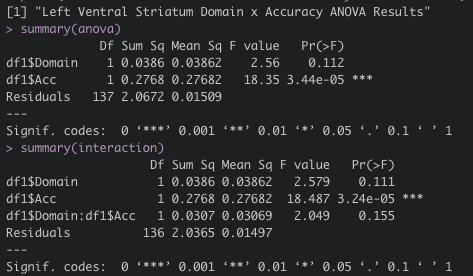 [1] "Left Ventral Striatum Domain x Accuracy ANOVA Results"
> summary(anova)
Df Sum Sq Mean Sq F value Pr(>F)
df1$Domain 1 0.0386 0.03862 2.56 0.112
df1$Acc 1 0.2768 0.27682 18.35 3.44e-05 ***
Residuals 137 2.0672 0.01509
---
Signif. codes: 0 ‘***’ 0.001 ‘**’ 0.01 ‘*’ 0.05 ‘.’ 0.1 ‘ ’ 1
> summary(interaction)
Df Sum Sq Mean Sq F value Pr(>F)
df1$Domain 1 0.0386 0.03862 2.579 0.111
df1$Acc 1 0.2768 0.27682 18.487 3.24e-05 ***
df1$Domain:df1$Acc 1 0.0307 0.03069 2.049 0.155
Residuals 136 2.0365 0.01497
---
Signif. codes: 0 ‘***’ 0.001 ‘**’ 0.01 ‘*’ 0.05 ‘.’ 0.1 ‘ ’ 1